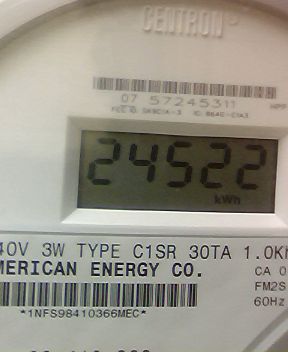 CENTRON
07 57245311
24522
kWh
40V 3W TYPE C1SR 30TA 1.0K
MERICAN ENERGY CO.
CA 0
FM2S
60Hz
*1NFS98410366MEC*